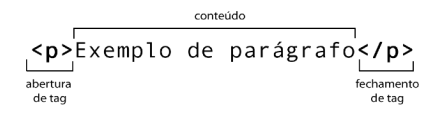 conteúdo
<p>Exemplo de parágrafo</p>
abertura
de tag
fechamento
de tag